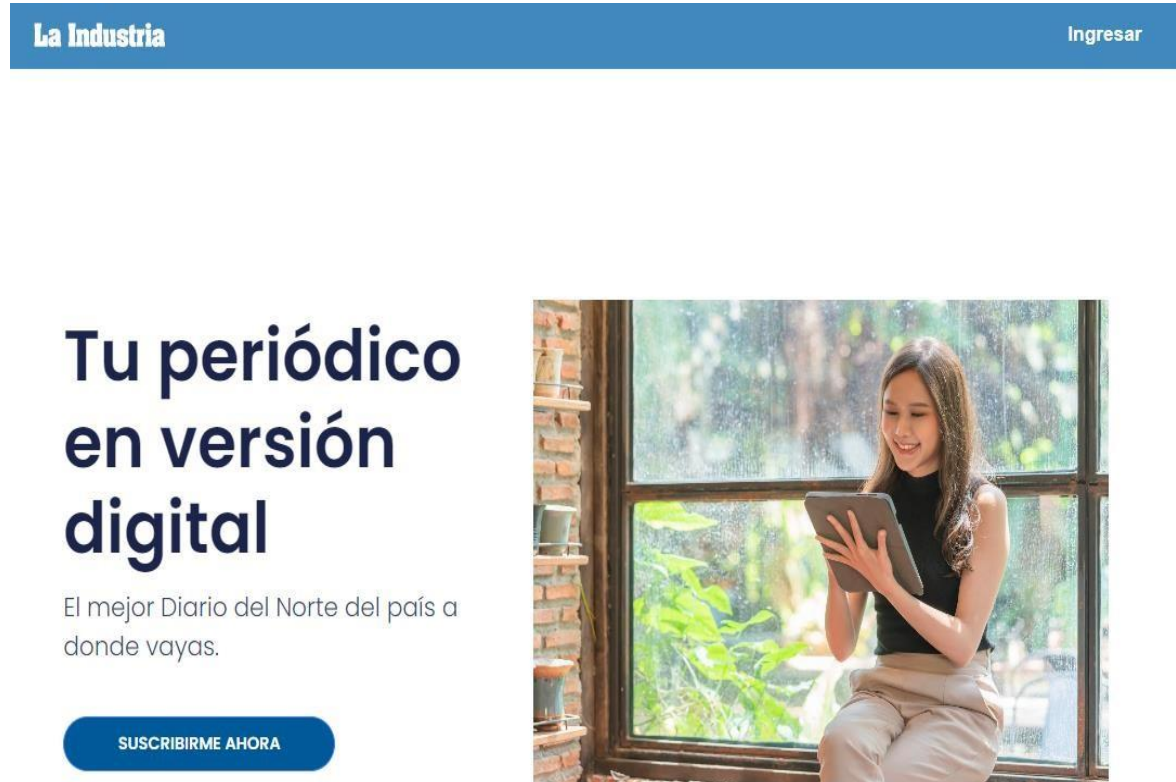 La Industria
Ingresar
Tu periódico
en versión
digital
El mejor Diario del Norte del país a
donde vayas.
SUSCRIBIRME AHORA